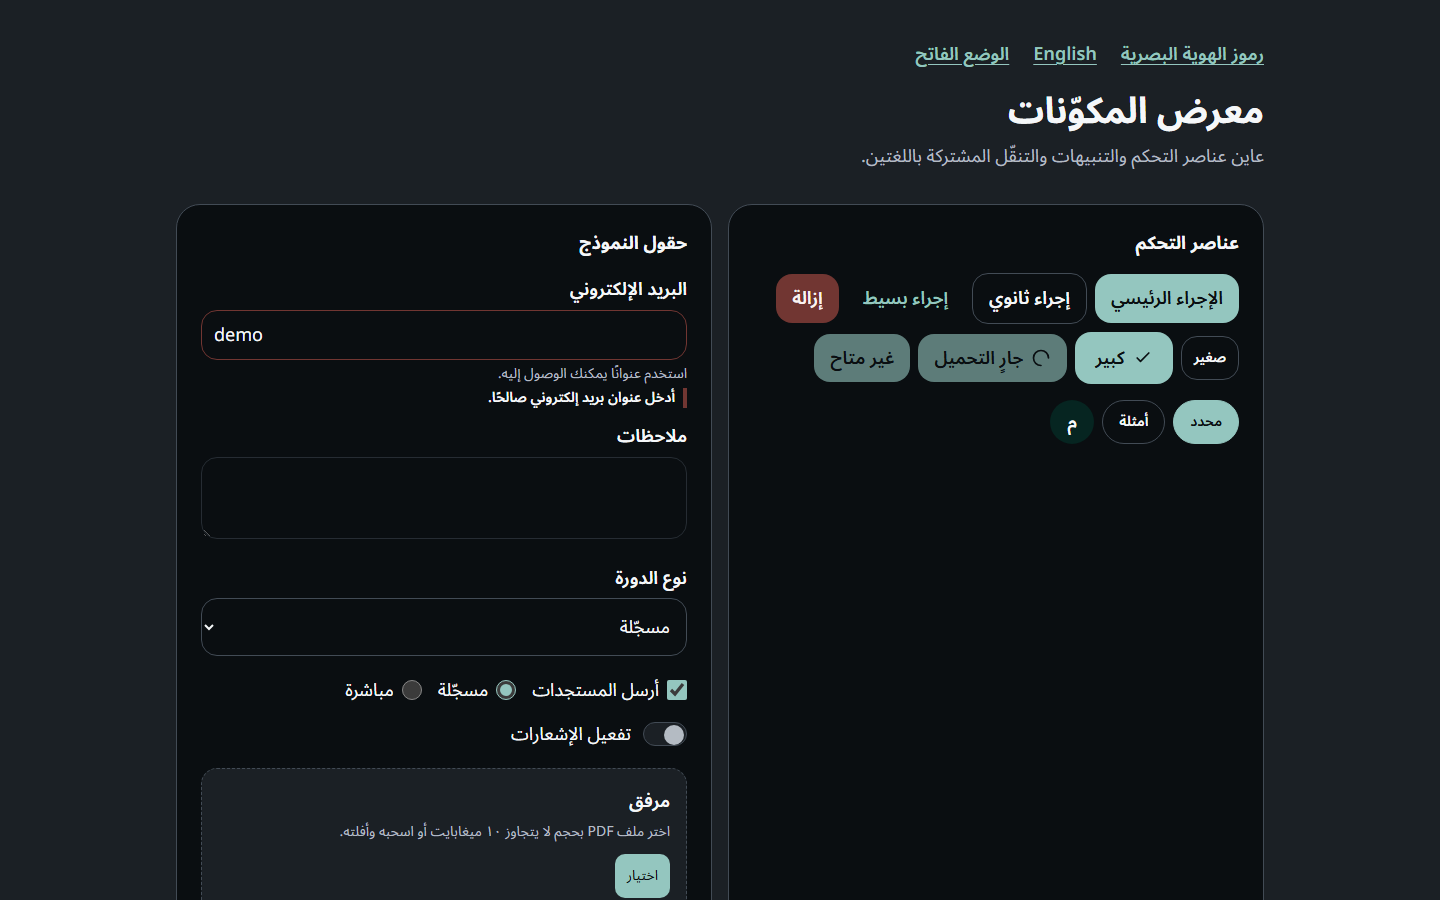 رموز الهوية البصرية English الوضع الفاتح
معرض المكوّنات
عاين عناصر التحكم والتنبيهات والتنقّل المشتركة باللغتين.
عناصر التحكم
الإجراء الرئيسي إجراء ثانوي إجراء بسيط إزالة
صغير كبير جارٍ التحميل غير متاح
محدد أمثلة م
حقول النموذج
البريد الإلكتروني
demo
استخدم عنوانًا يمكنك الوصول إليه.
أدخل عنوان بريد إلكتروني صالحًا.
ملاحظات
نوع الدورة
مسجّلة
أرسل المستجدات مسجّلة مباشرة
تفعيل الإشعارات
مرفق
اختر ملف PDF بحجم لا يتجاوز ١٠ ميغابايت أو اسحبه وأفلته.
اختيار